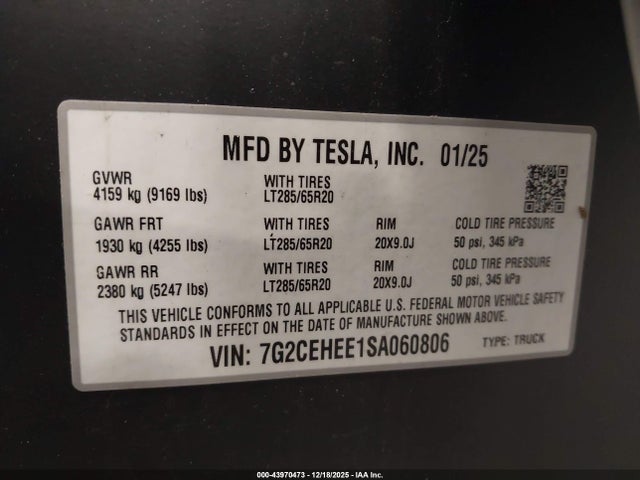 MFD BY TESLA, INC. 01/25
GVWR WITH TIRES
4159 kg (9169 lbs) LT285/65R20
GAWR FRT WITH TIRES RIM COLD TIRE PRESSURE
1930 kg (4255 lbs) LT285/65R20 20X9.0J 50 psi, 345 kPa
GAWR RR WITH TIRES RIM COLD TIRE PRESSURE
2380 kg (5247 lbs) LT285/65R20 20X9.0J 50 psi, 345 kPa
THIS VEHICLE CONFORMS TO ALL APPLICABLE U.S. FEDERAL MOTOR VEHICLE SAFETY
STANDARDS IN EFFECT ON THE DATE OF MANUFACTURE SHOWN ABOVE.
VIN: 7G2CEHEE1SA060806 TYPE: TRUCK
000-43970473 - 12/18/2025 - IAA Inc.